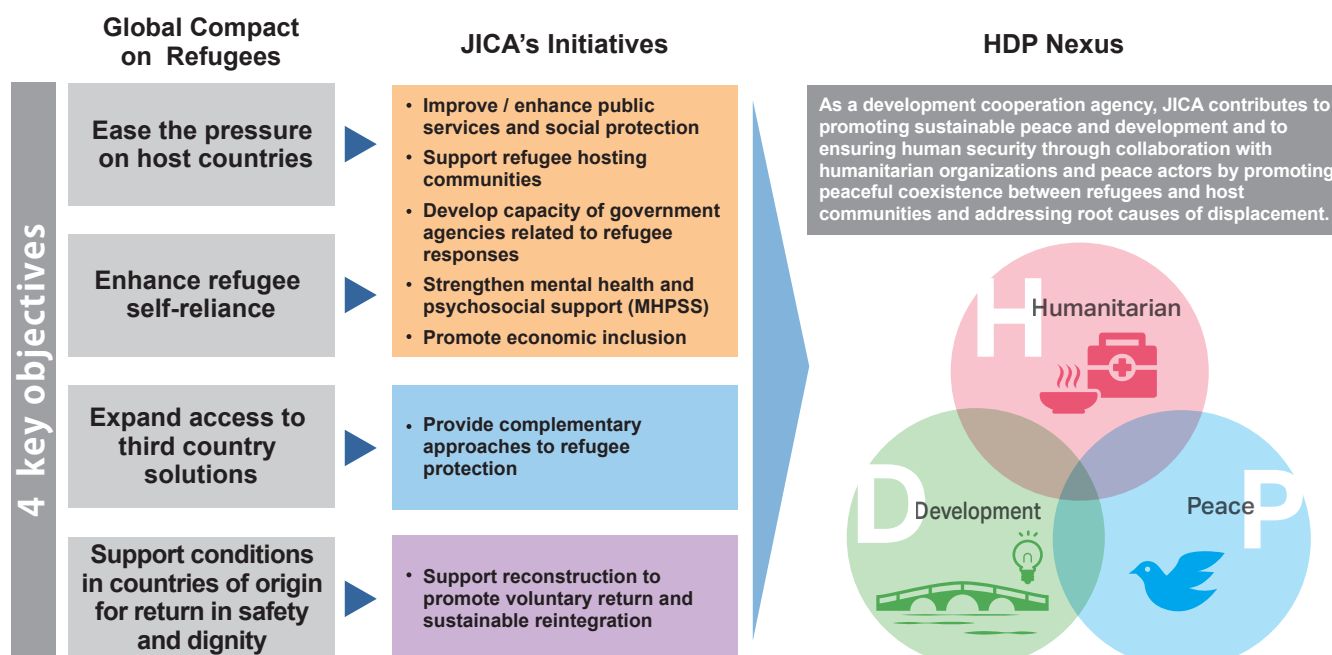 Global Compact
on Refugees
JICA's Initiatives
HDP Nexus
4 key objectives
Ease the pressure
on host countries
Enhance refugee
self-reliance
Expand access to
third country
solutions
Support conditions
in countries of origin
for return in safety
and dignity
• Improve / enhance public
services and social protection
• Support refugee hosting
communities
• Develop capacity of government
agencies related to refugee
responses
• Strengthen mental health and
psychosocial support (MHPSS)
• Promote economic inclusion
• Provide complementary
approaches to refugee
protection
• Support reconstruction to
promote voluntary return and
sustainable reintegration
As a development cooperation agency, JICA contributes to
promoting sustainable peace and development and to
ensuring human security through collaboration with
humanitarian organizations and peace actors by promoting
peaceful coexistence between refugees and host
communities and addressing root causes of displacement.
H
Humanitarian
D
Development
Peace
P